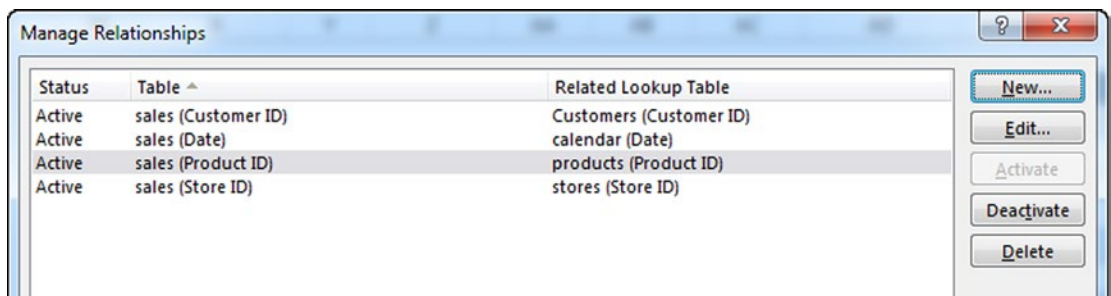 Manage Relationships
Status Table Related Lookup Table
Active sales (Customer ID) Customers (Customer ID)
Active sales (Date) calendar (Date)
Active sales (Product ID) products (Product ID)
Active sales (Store ID) stores (Store ID)
New...
Edit...
Activate
Deactivate
Delete